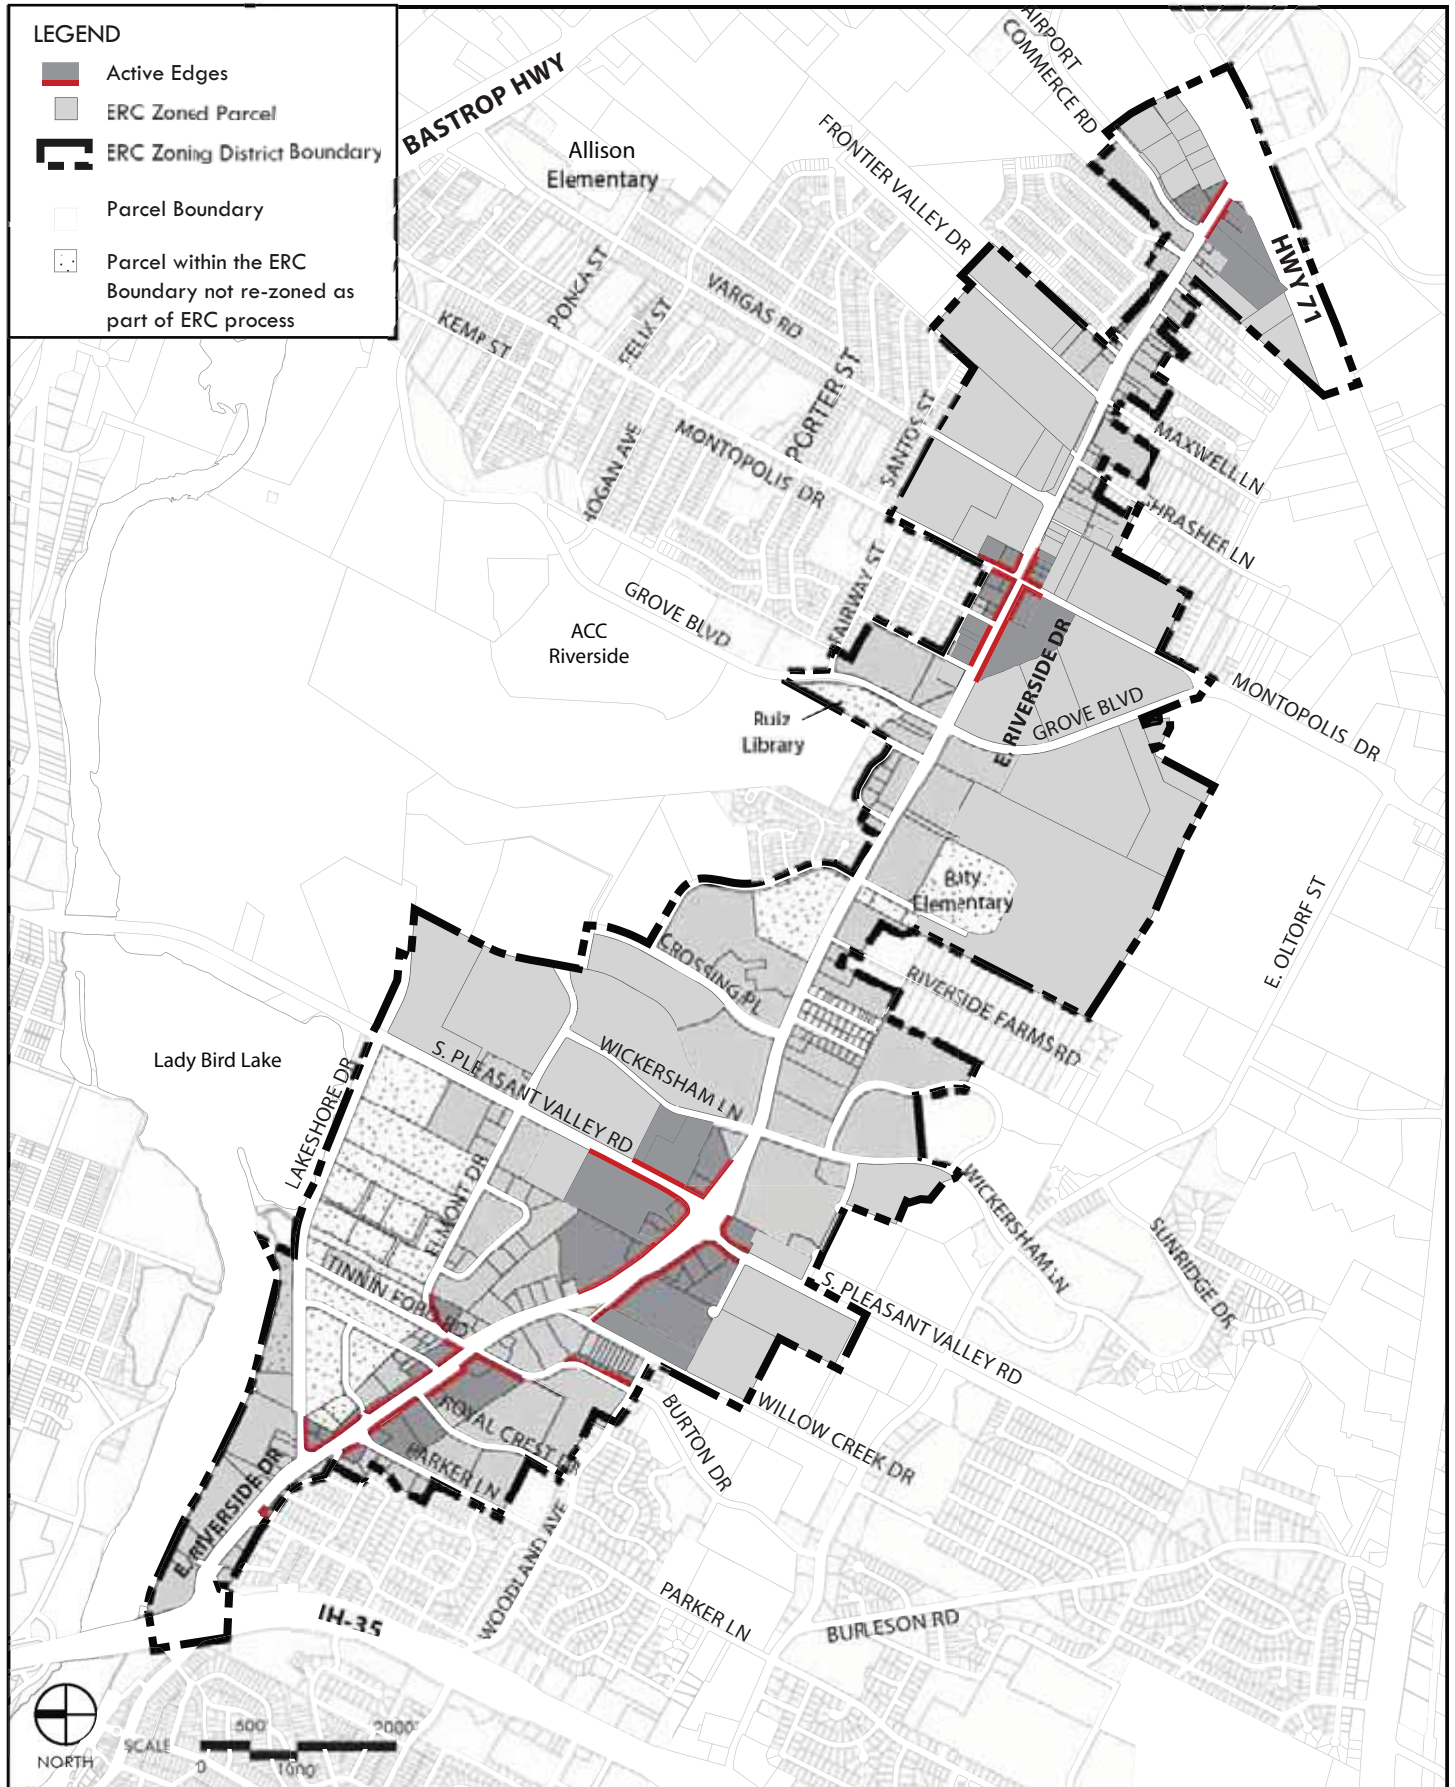 LEGEND
Active Edges
ERC Zoned Parcel
ERC Zoning District Boundary
Parcel Boundary
Parcel within the ERC
Boundary not re-zoned as
part of ERC process
BASTROP HWY
AIRPORT
COMMERCE RD
Allison
Elementary
FRONTIER VALLEY DR
HWY 71
PONCA ST
VARGAS RD
KEMP ST
FELIX ST
PORTER ST
SANTOS ST
MAXWELL LN
MONTOPOLIS DR
HOGAN AVE
THRASHER LN
FAIRWAY ST
GROVE BLVD
ACC
Riverside
E. RIVERSIDE DR
GROVE BLVD
MONTOPOLIS DR
Ruiz
Library
Baty
Elementary
E. OLTORF ST
CROSSING PL
RIVERSIDE FARMS RD
Lady Bird Lake
LAKESHORE DR
S. PLEASANT VALLEY RD
WICKERSHAM LN
ELMONT DR
WICKERSHAM LN
SUNRIDGE DR
TINNIN FORD RD
S. PLEASANT VALLEY RD
ROYAL CREST DR
BURTON DR
WILLOW CREEK DR
PARKER LN
E. RIVERSIDE DR
WOODLAND AVE
IH-35
PARKER LN
BURLESON RD
NORTH
SCALE
500
2000'
0
1000